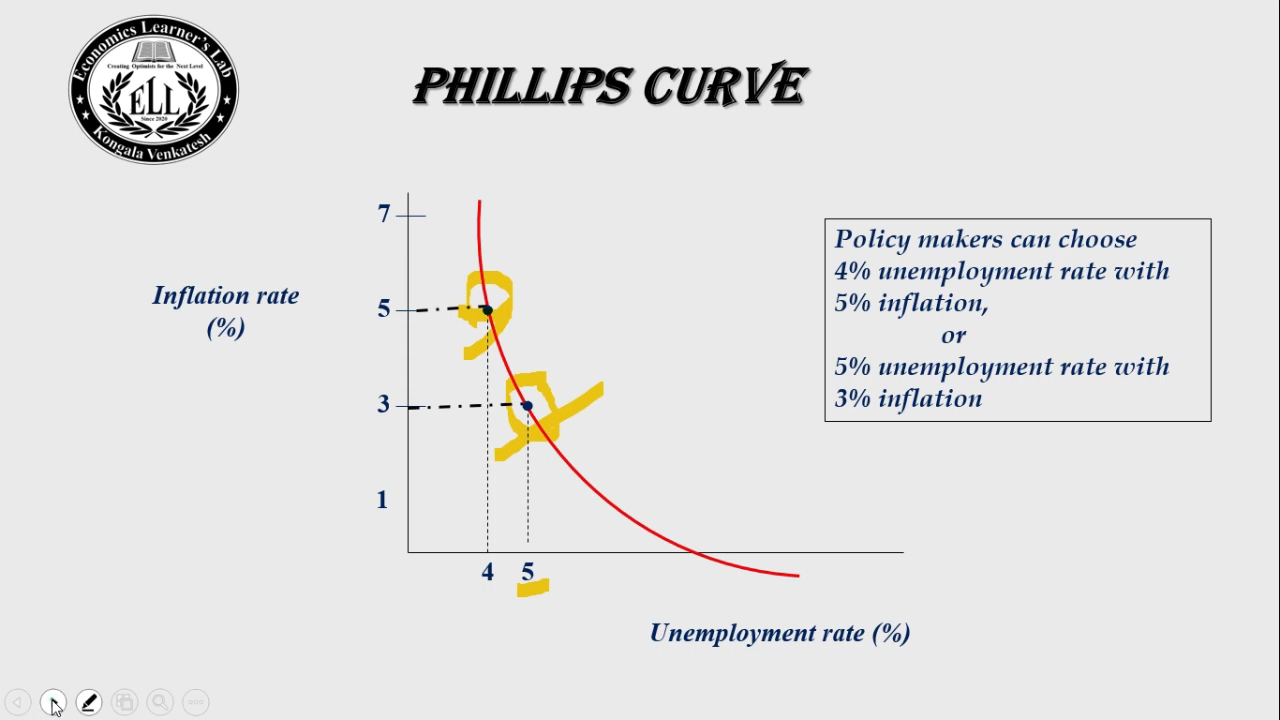 Economics Learner's Lab
Creating Optimists for the Next Level
ELL
Since 2020
Kongala Venkatesh
PHILLIPS CURVE
7
5
3
1
Inflation rate
(%)
4 5
Unemployment rate (%)
Policy makers can choose
4% unemployment rate with
5% inflation,
or
5% unemployment rate with
3% inflation